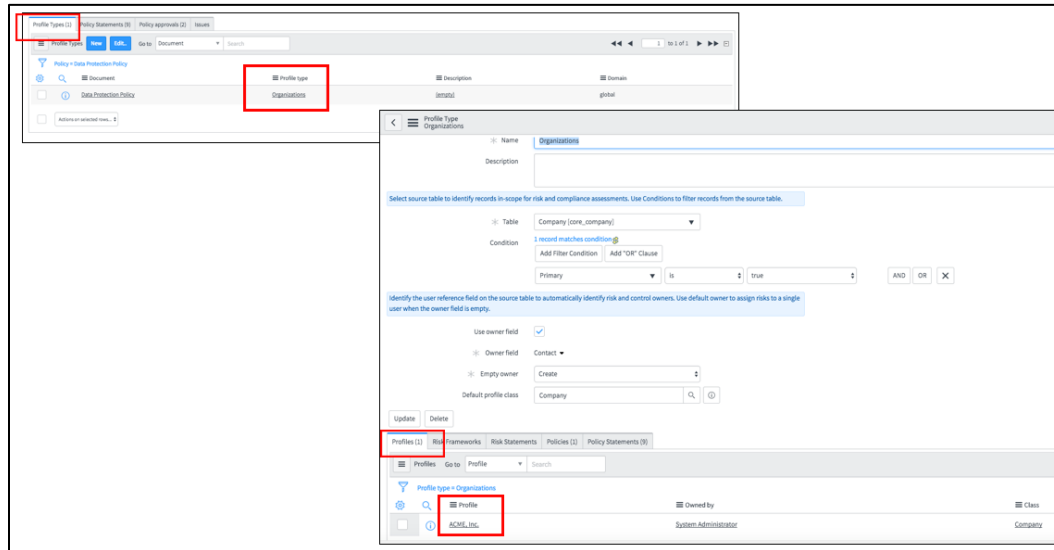 Profile Types (1) Policy Statements (9) Policy approvals (2) Issues
Profile Types New Edit... Go to Document Search 1 to 1 of 1
Policy = Data Protection Policy
Document Profile type Description Domain
Data Protection Policy Organizations (empty) global
Actions on selected rows...
Profile Type
Organizations
Name Organizations
Description
Select source table to identify records in-scope for risk and compliance assessments. Use Conditions to filter records from the source table.
Table Company [core_company]
Condition 1 record matches condition
Add Filter Condition Add "OR" Clause
Primary is true AND OR X
Identify the user reference field on the source table to automatically identify risk and control owners. Use default owner to assign risks to a single
user when the owner field is empty.
Use owner field
Owner field Contact
Empty owner Create
Default profile class Company
Update Delete
Profiles (1) Risk Frameworks Risk Statements Policies (1) Policy Statements (9)
Profiles Go to Profile Search
Profile type = Organizations
Profile Owned by Class
ACME, Inc. System Administrator Company